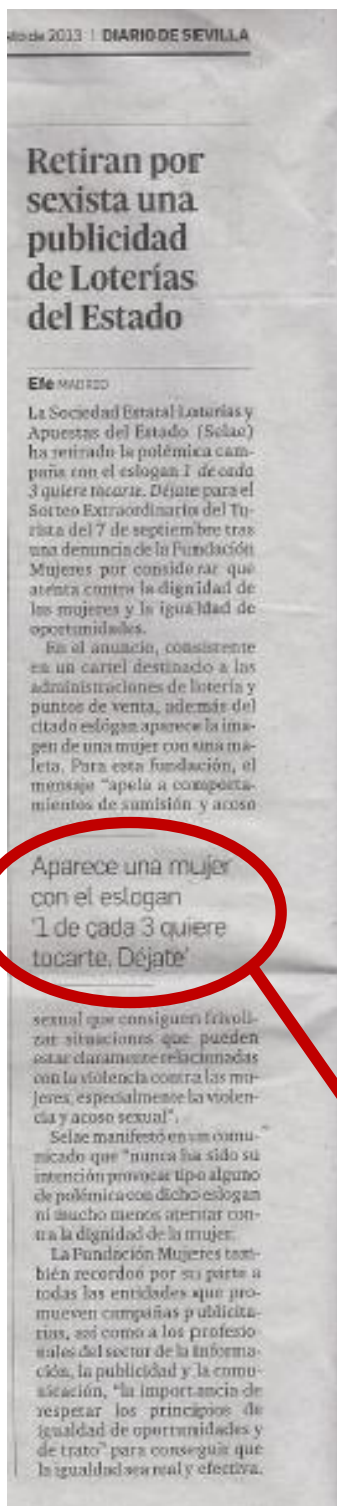 sto de 2013 | DIARIO DE SEVILLA
Retiran por
sexista una
publicidad
de Loterías
del Estado
Efe MADRID
La Sociedad Estatal Loterías y
Apuestas del Estado (Selae)
ha retirado la polémica cam-
paña con el eslogan 1 de cada
3 quiere tocarte. Déjate para el
Sorteo Extraordinario del Tu-
rista del 7 de septiembre tras
una denuncia de la Fundación
Mujeres por considerar que
atenta contra la dignidad de
las mujeres y la igualdad de
oportunidades.
En el anuncio, consistente
en un cartel destinado a las
administraciones de lotería y
puntos de venta, además del
citado eslógan aparece la ima-
gen de una mujer con una ma-
leta. Para esta fundación, el
mensaje "apela a comporta-
mientos de sumisión y acoso
Aparece una mujer
con el eslogan
'1 de cada 3 quiere
tocarte. Déjate'
sexual que consiguen frivoli-
zar situaciones que pueden
estar claramente relacionadas
con la violencia contra las mu-
jeres, especialmente la violen-
cia y acoso sexual".
Selae manifestó en un comu-
nicado que "nunca ha sido su
intención provocar tipo alguno
de polémica con dicho eslogan
ni mucho menos atentar con-
tra la dignidad de la mujer.
La Fundación Mujeres tam-
bién recordó por su parte a
todas las entidades que pro-
mueven campañas publicita-
rias, así como a los profesio-
nales del sector de la informa-
ción, la publicidad y la comu-
nicación, "la importancia de
respetar los principios de
igualdad de oportunidades y
de trato" para conseguir que
la igualdad sea real y efectiva.